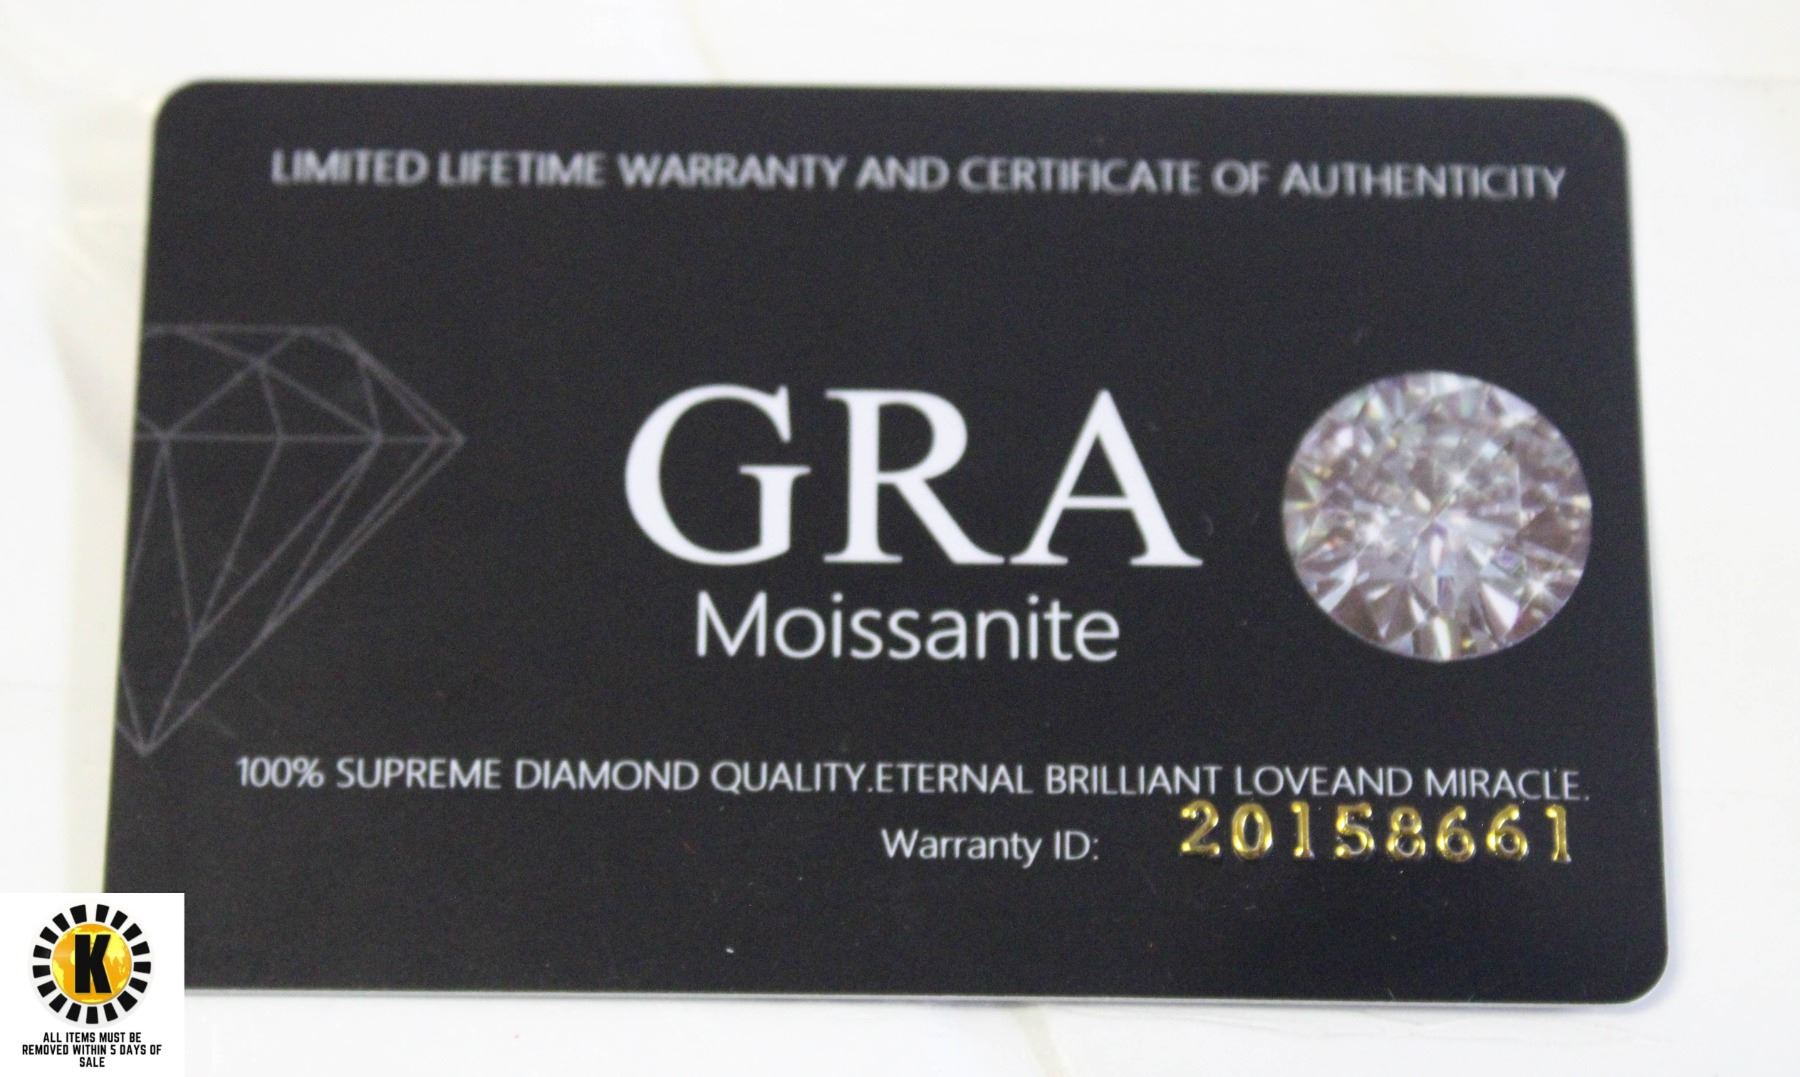 LIMITED LIFETIME WARRANTY AND CERTIFICATE OF AUTHENTICITY
GRA
Moissanite
100% SUPREME DIAMOND QUALITY.ETERNAL BRILLIANT LOVEAND MIRACLE.
Warranty ID: 20158661
K
ALL ITEMS MUST BE
REMOVED WITHIN 5 DAYS OF
SALE